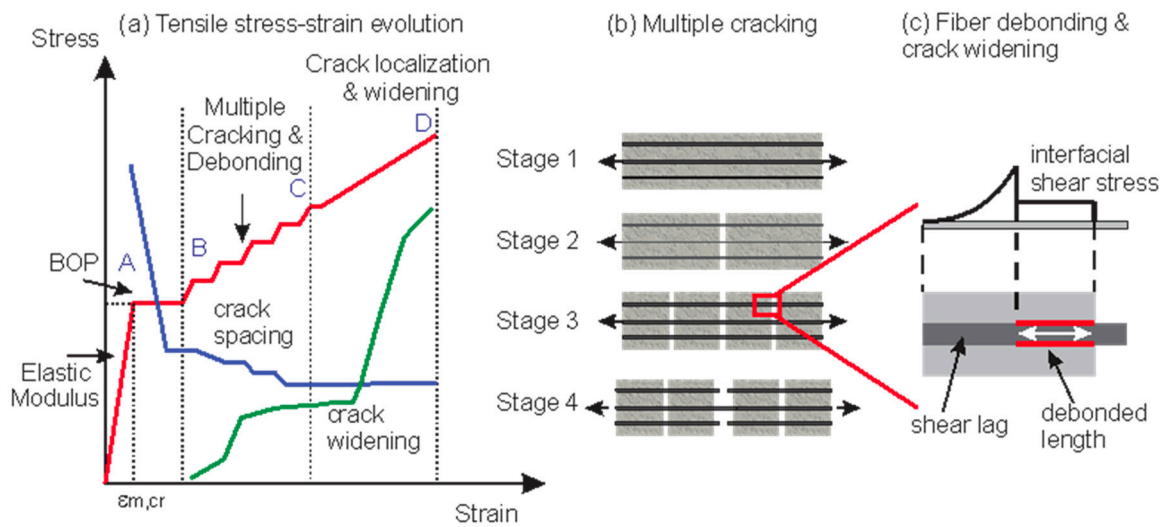 (a) Tensile stress-strain evolution
Stress
Crack localization
& widening
Multiple
Cracking &
Debonding
D
C
B
A
BOP
crack
spacing
Elastic
Modulus
crack
widening
εm,cr
Strain
(b) Multiple cracking
Stage 1
Stage 2
Stage 3
Stage 4
(c) Fiber debonding &
crack widening
interfacial
shear stress
shear lag
debonded
length